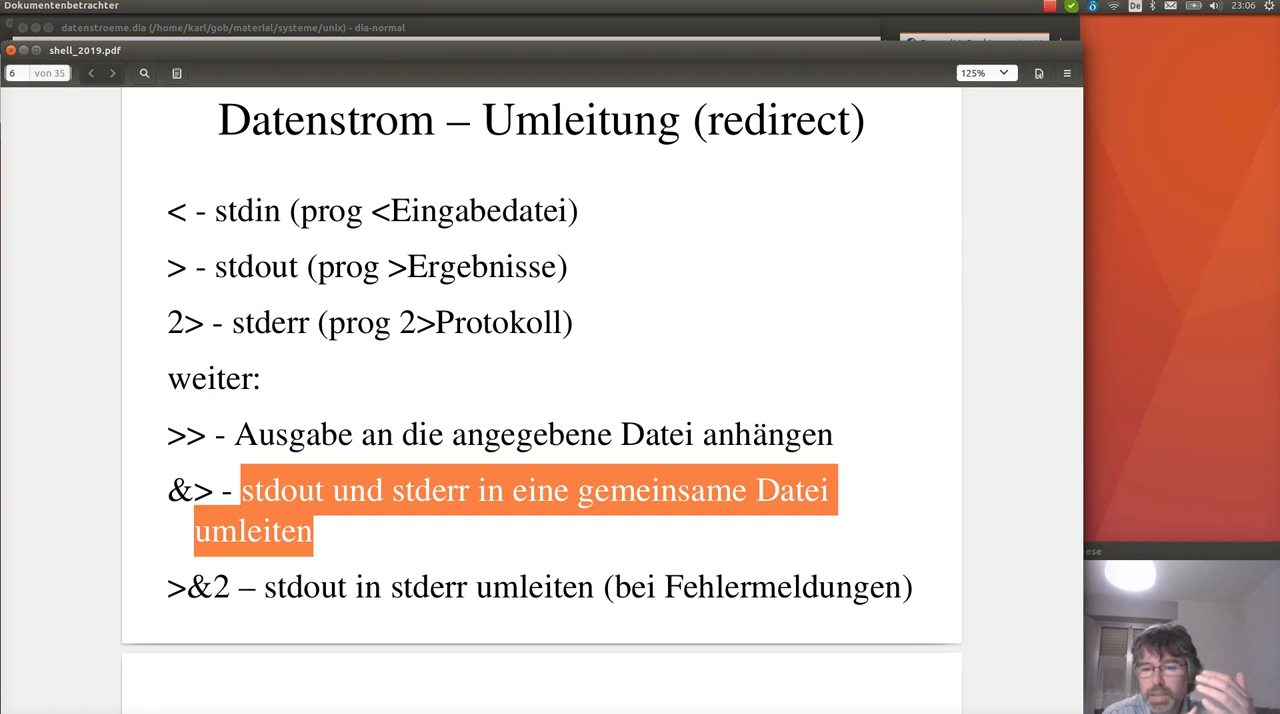 Dokumentenbetrachter
De
23:06
datenstroeme.dia (/home/karl/gob/material/systeme/unix) - dia-normal
shell_2019.pdf
6 von 35
125%
Datenstrom – Umleitung (redirect)
< - stdin (prog <Eingabedatei)
> - stdout (prog >Ergebnisse)
2> - stderr (prog 2>Protokoll)
weiter:
>> - Ausgabe an die angegebene Datei anhängen
&> - stdout und stderr in eine gemeinsame Datei
umleiten
>&2 – stdout in stderr umleiten (bei Fehlermeldungen)